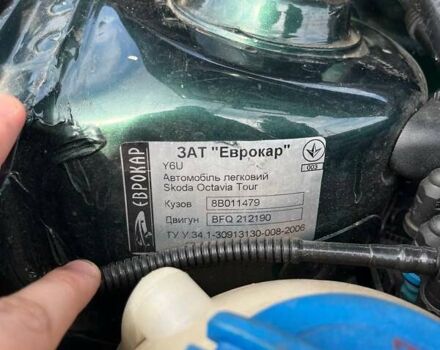 ЄВРОКАР
ЗАТ "Еврокар"
Y6U
003
Автомобіль легковий
Skoda Octavia Tour
Кузов 8B011479
Двигун BFQ 212190
ТУ У 34.1-30913130-008-2006